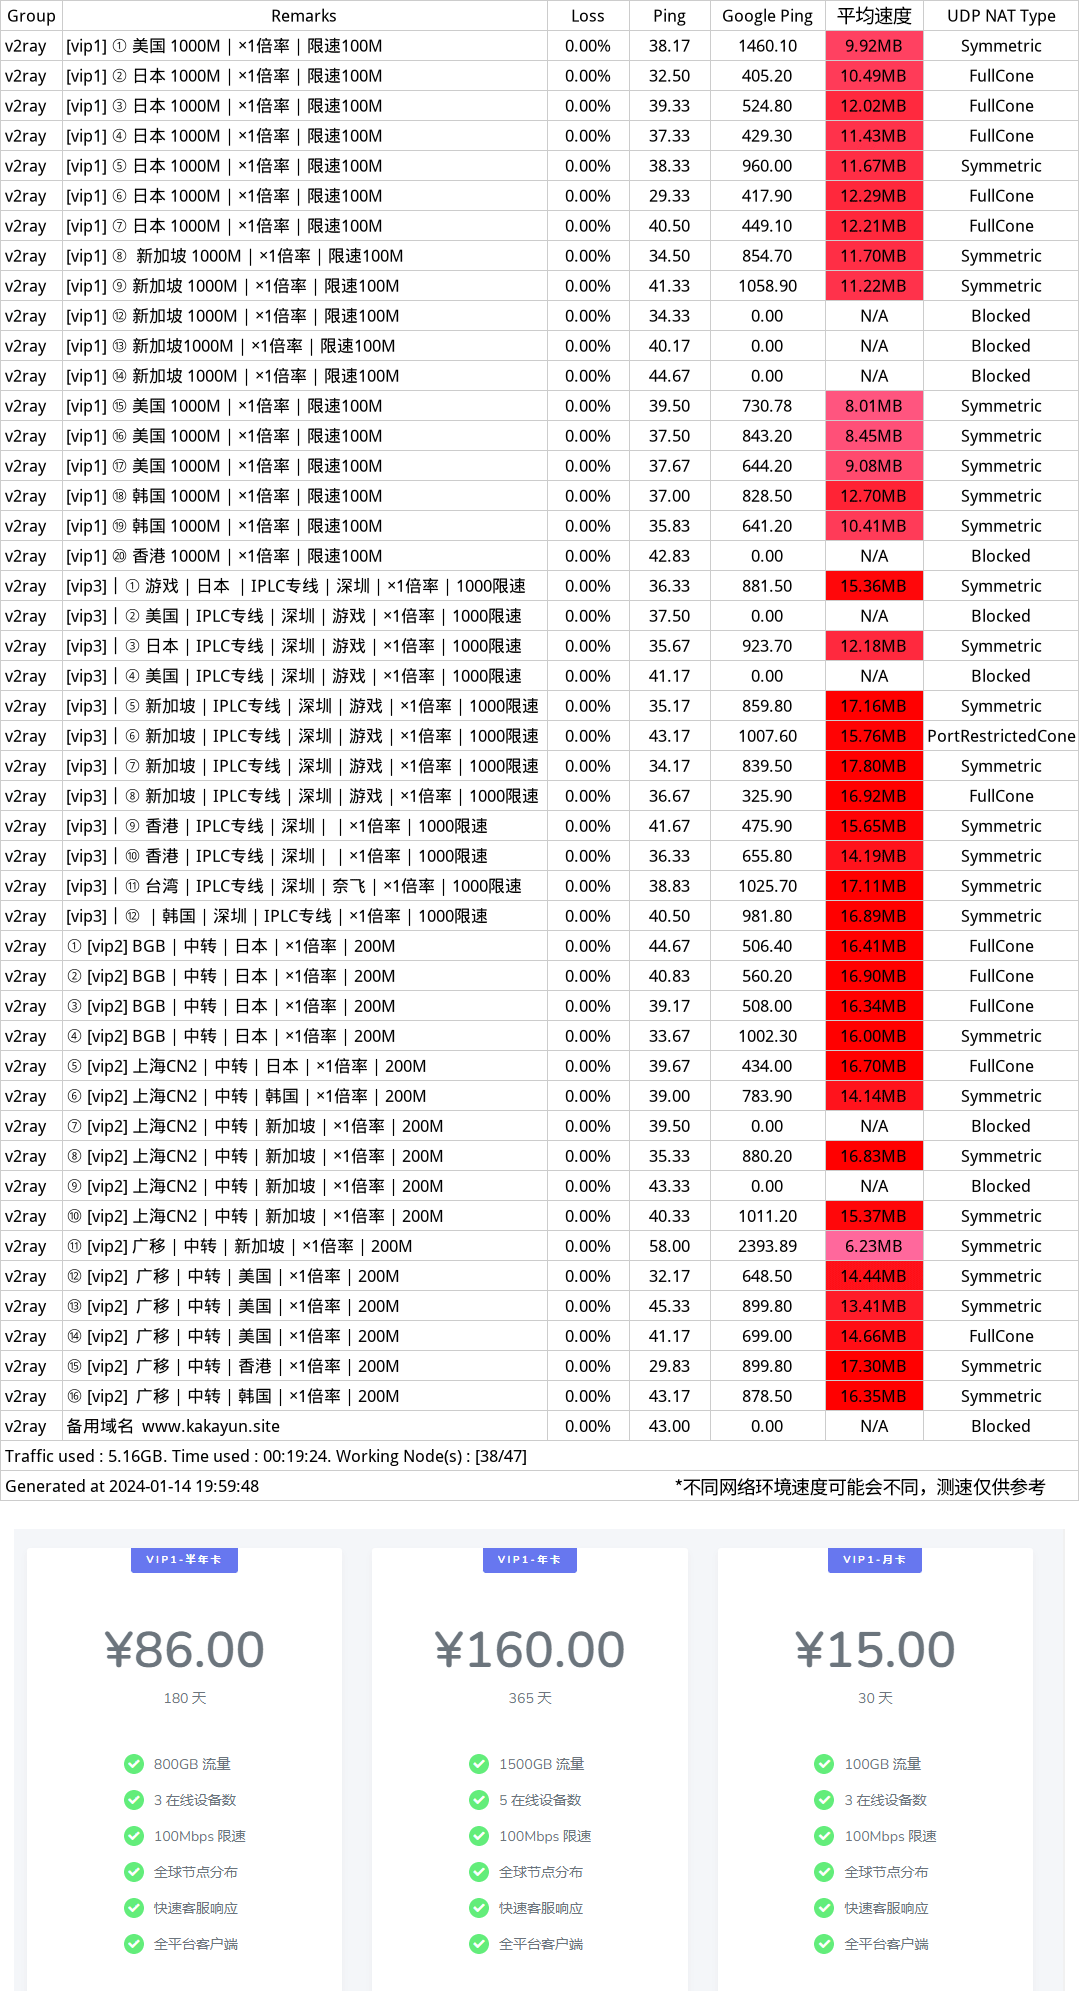 Group Remarks Loss Ping Google Ping 平均速度 UDP NAT Type
v2ray [vip1] ① 美国 1000M | ×1倍率 | 限速100M 0.00% 38.17 1460.10 9.92MB Symmetric
v2ray [vip1] ② 日本 1000M | ×1倍率 | 限速100M 0.00% 32.50 405.20 10.49MB FullCone
v2ray [vip1] ③ 日本 1000M | ×1倍率 | 限速100M 0.00% 39.33 524.80 12.02MB FullCone
v2ray [vip1] ④ 日本 1000M | ×1倍率 | 限速100M 0.00% 37.33 429.30 11.43MB FullCone
v2ray [vip1] ⑤ 日本 1000M | ×1倍率 | 限速100M 0.00% 38.33 960.00 11.67MB Symmetric
v2ray [vip1] ⑥ 日本 1000M | ×1倍率 | 限速100M 0.00% 29.33 417.90 12.29MB FullCone
v2ray [vip1] ⑦ 日本 1000M | ×1倍率 | 限速100M 0.00% 40.50 449.10 12.21MB FullCone
v2ray [vip1] ⑧ 新加坡 1000M | ×1倍率 | 限速100M 0.00% 34.50 854.70 11.70MB Symmetric
v2ray [vip1] ⑨ 新加坡 1000M | ×1倍率 | 限速100M 0.00% 41.33 1058.90 11.22MB Symmetric
v2ray [vip1] ⑫ 新加坡 1000M | ×1倍率 | 限速100M 0.00% 34.33 0.00 N/A Blocked
v2ray [vip1] ⑬ 新加坡1000M | ×1倍率 | 限速100M 0.00% 40.17 0.00 N/A Blocked
v2ray [vip1] ⑭ 新加坡 1000M | ×1倍率 | 限速100M 0.00% 44.67 0.00 N/A Blocked
v2ray [vip1] ⑮ 美国 1000M | ×1倍率 | 限速100M 0.00% 39.50 730.78 8.01MB Symmetric
v2ray [vip1] ⑯ 美国 1000M | ×1倍率 | 限速100M 0.00% 37.50 843.20 8.45MB Symmetric
v2ray [vip1] ⑰ 美国 1000M | ×1倍率 | 限速100M 0.00% 37.67 644.20 9.08MB Symmetric
v2ray [vip1] ⑱ 韩国 1000M | ×1倍率 | 限速100M 0.00% 37.00 828.50 12.70MB Symmetric
v2ray [vip1] ⑲ 韩国 1000M | ×1倍率 | 限速100M 0.00% 35.83 641.20 10.41MB Symmetric
v2ray [vip1] ⑳ 香港 1000M | ×1倍率 | 限速100M 0.00% 42.83 0.00 N/A Blocked
v2ray [vip3] | ① 游戏 | 日本 | IPLC专线 | 深圳 | ×1倍率 | 1000限速 0.00% 36.33 881.50 15.36MB Symmetric
v2ray [vip3] | ② 美国 | IPLC专线 | 深圳 | 游戏 | ×1倍率 | 1000限速 0.00% 37.50 0.00 N/A Blocked
v2ray [vip3] | ③ 日本 | IPLC专线 | 深圳 | 游戏 | ×1倍率 | 1000限速 0.00% 35.67 923.70 12.18MB Symmetric
v2ray [vip3] | ④ 美国 | IPLC专线 | 深圳 | 游戏 | ×1倍率 | 1000限速 0.00% 41.17 0.00 N/A Blocked
v2ray [vip3] | ⑤ 新加坡 | IPLC专线 | 深圳 | 游戏 | ×1倍率 | 1000限速 0.00% 35.17 859.80 17.16MB Symmetric
v2ray [vip3] | ⑥ 新加坡 | IPLC专线 | 深圳 | 游戏 | ×1倍率 | 1000限速 0.00% 43.17 1007.60 15.76MB PortRestrictedCone
v2ray [vip3] | ⑦ 新加坡 | IPLC专线 | 深圳 | 游戏 | ×1倍率 | 1000限速 0.00% 34.17 839.50 17.80MB Symmetric
v2ray [vip3] | ⑧ 新加坡 | IPLC专线 | 深圳 | 游戏 | ×1倍率 | 1000限速 0.00% 36.67 325.90 16.92MB FullCone
v2ray [vip3] | ⑨ 香港 | IPLC专线 | 深圳 | | ×1倍率 | 1000限速 0.00% 41.67 475.90 15.65MB Symmetric
v2ray [vip3] | ⑩ 香港 | IPLC专线 | 深圳 | | ×1倍率 | 1000限速 0.00% 36.33 655.80 14.19MB Symmetric
v2ray [vip3] | ⑪ 台湾 | IPLC专线 | 深圳 | 奈飞 | ×1倍率 | 1000限速 0.00% 38.83 1025.70 17.11MB Symmetric
v2ray [vip3] | ⑫ | 韩国 | 深圳 | IPLC专线 | ×1倍率 | 1000限速 0.00% 40.50 981.80 16.89MB Symmetric
v2ray ① [vip2] BGB | 中转 | 日本 | ×1倍率 | 200M 0.00% 44.67 506.40 16.41MB FullCone
v2ray ② [vip2] BGB | 中转 | 日本 | ×1倍率 | 200M 0.00% 40.83 560.20 16.90MB FullCone
v2ray ③ [vip2] BGB | 中转 | 日本 | ×1倍率 | 200M 0.00% 39.17 508.00 16.34MB FullCone
v2ray ④ [vip2] BGB | 中转 | 日本 | ×1倍率 | 200M 0.00% 33.67 1002.30 16.00MB Symmetric
v2ray ⑤ [vip2] 上海CN2 | 中转 | 日本 | ×1倍率 | 200M 0.00% 39.67 434.00 16.70MB FullCone
v2ray ⑥ [vip2] 上海CN2 | 中转 | 韩国 | ×1倍率 | 200M 0.00% 39.00 783.90 14.14MB Symmetric
v2ray ⑦ [vip2] 上海CN2 | 中转 | 新加坡 | ×1倍率 | 200M 0.00% 39.50 0.00 N/A Blocked
v2ray ⑧ [vip2] 上海CN2 | 中转 | 新加坡 | ×1倍率 | 200M 0.00% 35.33 880.20 16.83MB Symmetric
v2ray ⑨ [vip2] 上海CN2 | 中转 | 新加坡 | ×1倍率 | 200M 0.00% 43.33 0.00 N/A Blocked
v2ray ⑩ [vip2] 上海CN2 | 中转 | 新加坡 | ×1倍率 | 200M 0.00% 40.33 1011.20 15.37MB Symmetric
v2ray ⑪ [vip2] 广移 | 中转 | 新加坡 | ×1倍率 | 200M 0.00% 58.00 2393.89 6.23MB Symmetric
v2ray ⑫ [vip2] 广移 | 中转 | 美国 | ×1倍率 | 200M 0.00% 32.17 648.50 14.44MB Symmetric
v2ray ⑬ [vip2] 广移 | 中转 | 美国 | ×1倍率 | 200M 0.00% 45.33 899.80 13.41MB Symmetric
v2ray ⑭ [vip2] 广移 | 中转 | 美国 | ×1倍率 | 200M 0.00% 41.17 699.00 14.66MB FullCone
v2ray ⑮ [vip2] 广移 | 中转 | 香港 | ×1倍率 | 200M 0.00% 29.83 899.80 17.30MB Symmetric
v2ray ⑯ [vip2] 广移 | 中转 | 韩国 | ×1倍率 | 200M 0.00% 43.17 878.50 16.35MB Symmetric
v2ray 备用域名 www.kakayun.site 0.00% 43.00 0.00 N/A Blocked
Traffic used : 5.16GB. Time used : 00:19:24. Working Node(s) : [38/47]
Generated at 2024-01-14 19:59:48 *不同网络环境速度可能会不同，测速仅供参考
VIP1-半年卡
¥86.00
180 天
800GB 流量
3 在线设备数
100Mbps 限速
全球节点分布
快速客服响应
全平台客户端
VIP1-年卡
¥160.00
365 天
1500GB 流量
5 在线设备数
100Mbps 限速
全球节点分布
快速客服响应
全平台客户端
VIP1-月卡
¥15.00
30 天
100GB 流量
3 在线设备数
100Mbps 限速
全球节点分布
快速客服响应
全平台客户端